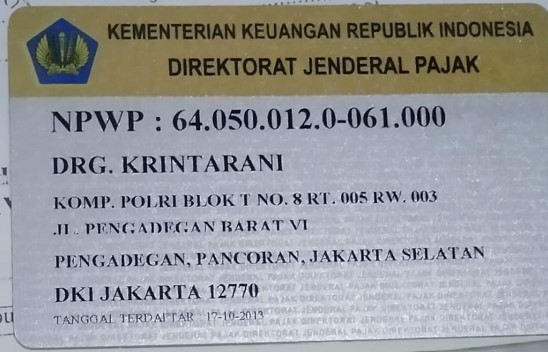 KEMENTERIAN KEUANGAN REPUBLIK INDONESIA
DIREKTORAT JENDERAL PAJAK
NPWP : 64.050.012.0-061.000
DRG. KRINTARANI
KOMP. POLRI BLOK T NO. 8 RT. 005 RW. 003
JL. PENGADEGAN BARAT VI
PENGADEGAN, PANCORAN, JAKARTA SELATAN
DKI JAKARTA 12770
TANGGAL TERDAFTAR 17-10-2013